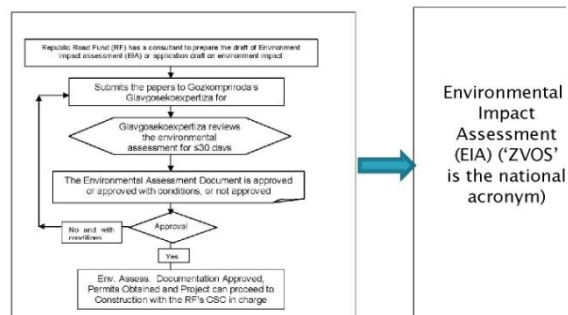 Republic Road Fund (RF) has a consultant to prepare the draft of Environment
impact assessment (EIA) or application draft on environment impact
Submits the papers to Gozkompriroda's
Glavgosekoexpertiza for
Glavgosekoexpertiza reviews
the environmental
assessment for ≤30 days
The Environmental Assessment Document is approved
or approved with conditions, or not approved
No and with
conditions
Approval
Yes
Env. Assess. Documentation Approved,
Permits Obtained and Project can proceed to
Construction with the RF's CSC in charge
Environmental
Impact
Assessment
(EIA) ('ZVOS'
is the national
acronym)